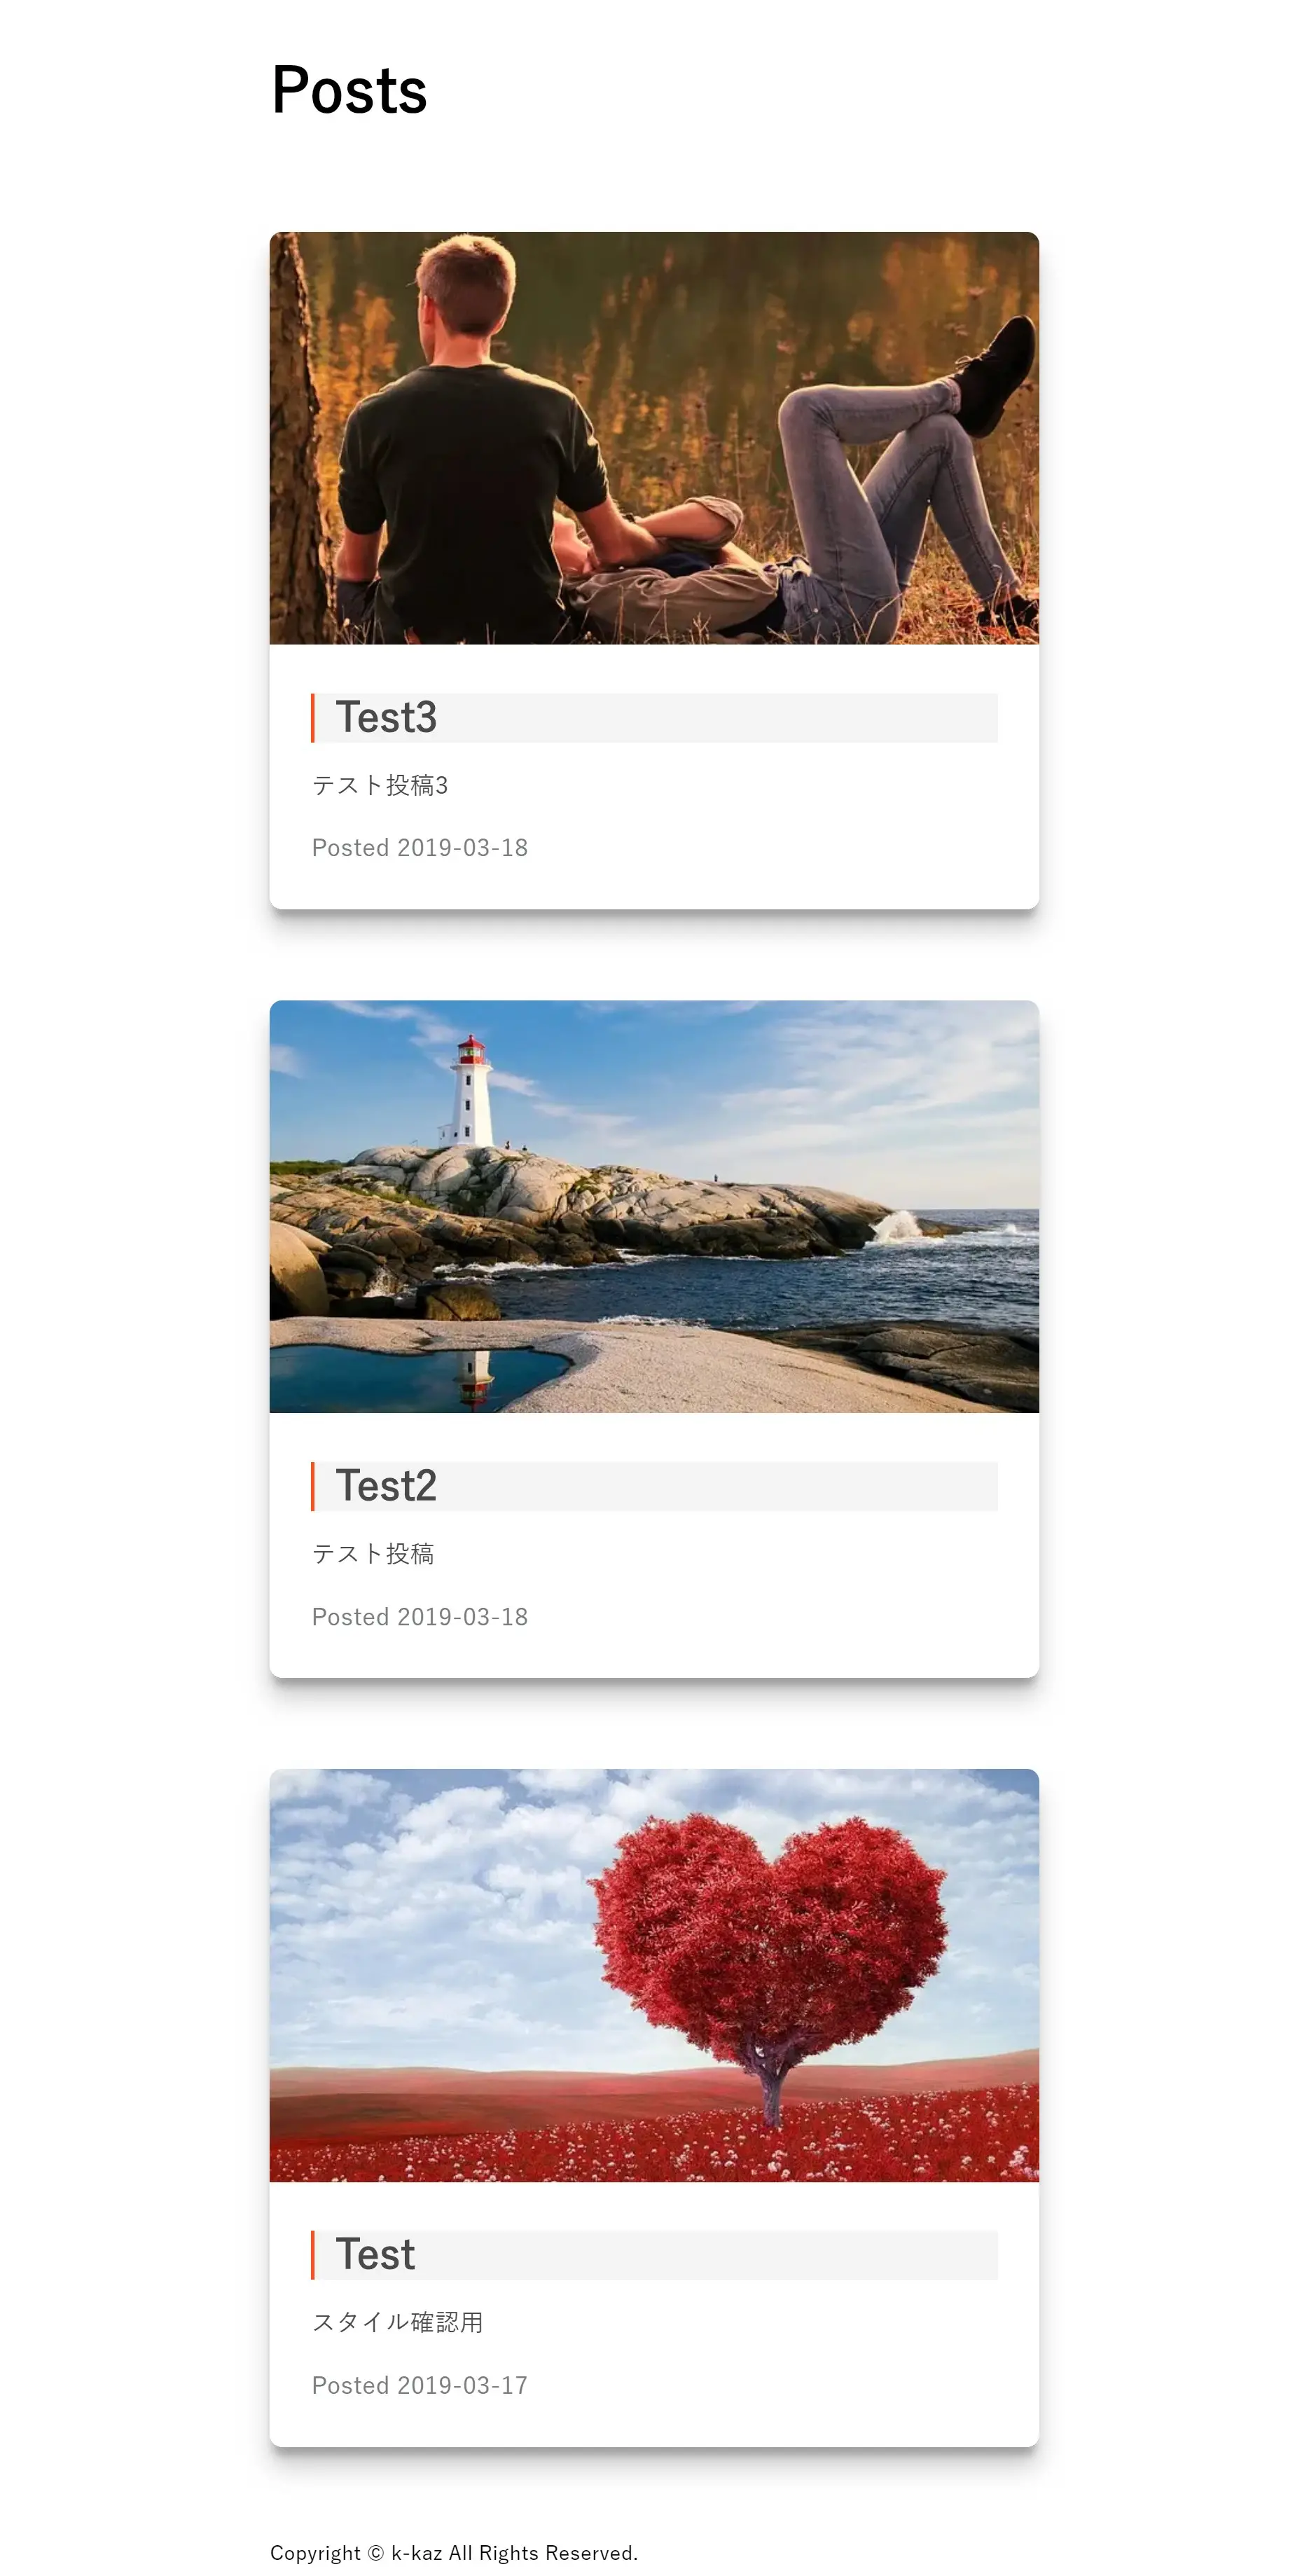 Posts
Test3
テスト投稿3
Posted 2019-03-18
Test2
テスト投稿
Posted 2019-03-18
Test
スタイル確認用
Posted 2019-03-17
Copyright © k-kaz All Rights Reserved.